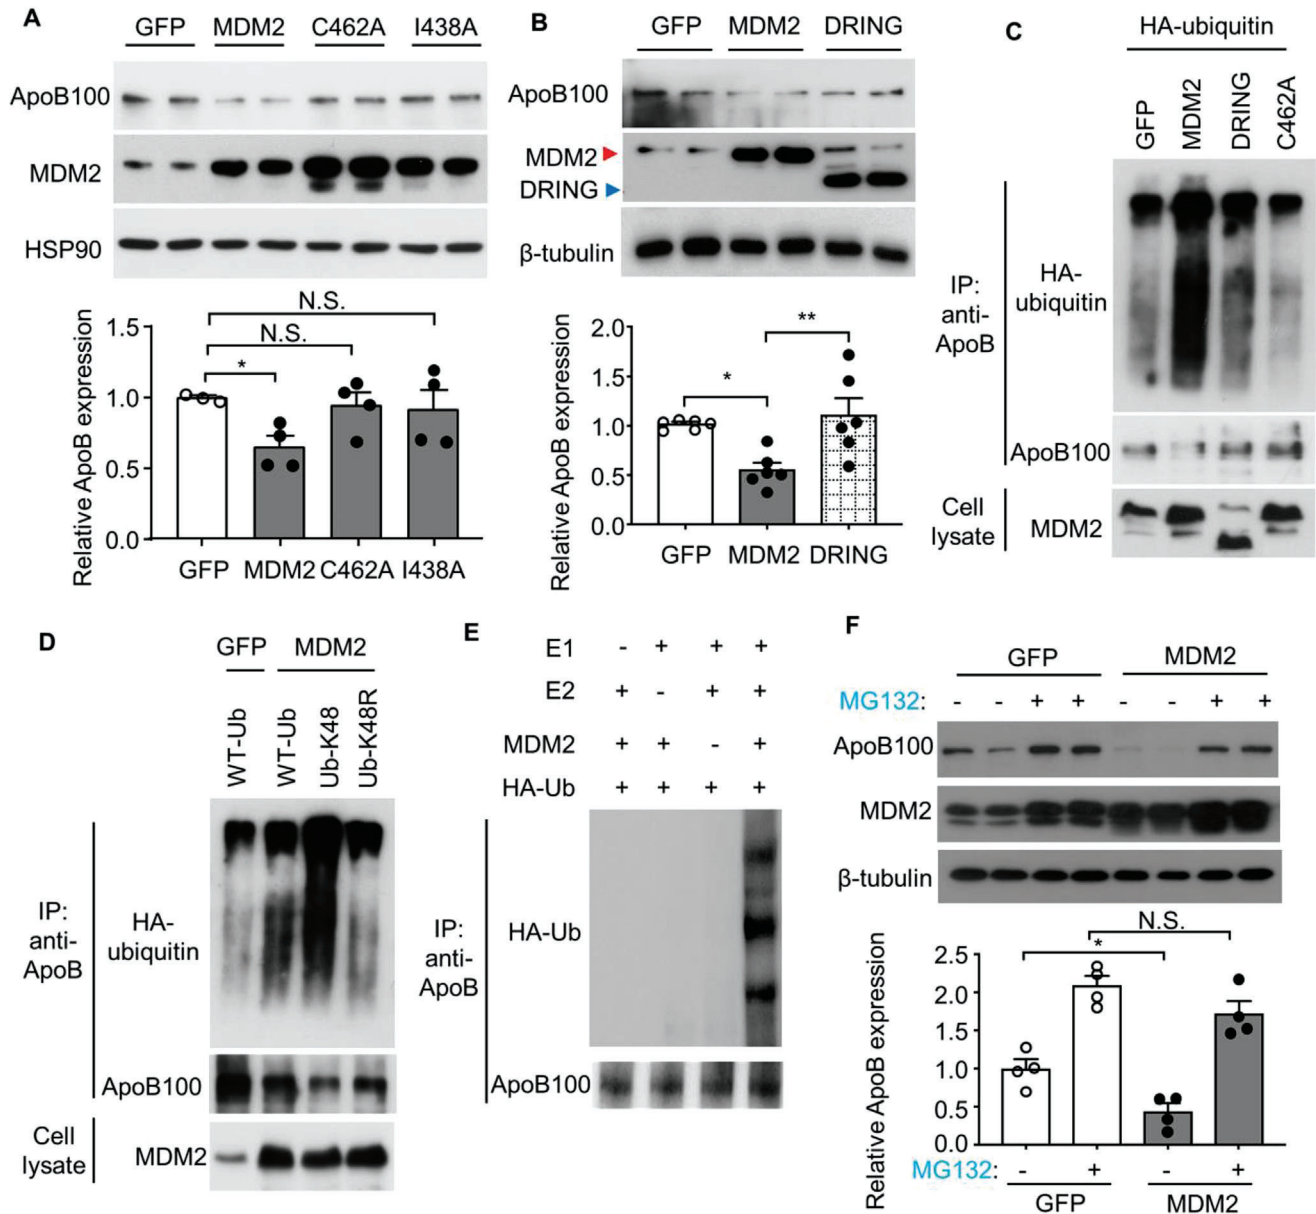 A
GFP MDM2 C462A I438A
ApoB100
MDM2
HSP90
N.S.
N.S.
*
Relative ApoB expression
1.5
1.0
0.5
0.0
GFP MDM2 C462A I438A
B
GFP MDM2 DRING
ApoB100
MDM2
DRING
β-tubulin
**
*
Relative ApoB expression
2.0
1.5
1.0
0.5
0.0
GFP MDM2 DRING
C
HA-ubiquitin
GFP MDM2 DRING C462A
IP:
anti-
ApoB
HA-
ubiquitin
ApoB100
Cell
lysate
MDM2
D
GFP MDM2
WT-Ub WT-Ub Ub-K48 Ub-K48R
IP:
anti-
ApoB
HA-
ubiquitin
ApoB100
Cell
lysate
MDM2
E
E1 - + + +
E2 + - + +
MDM2 + + - +
HA-Ub + + + +
IP:
anti-
ApoB
HA-Ub
ApoB100
F
GFP MDM2
MG132: - - + + - - + +
ApoB100
MDM2
β-tubulin
N.S.
*
Relative ApoB expression
2.5
2.0
1.5
1.0
0.5
0.0
MG132: - + - +
GFP MDM2